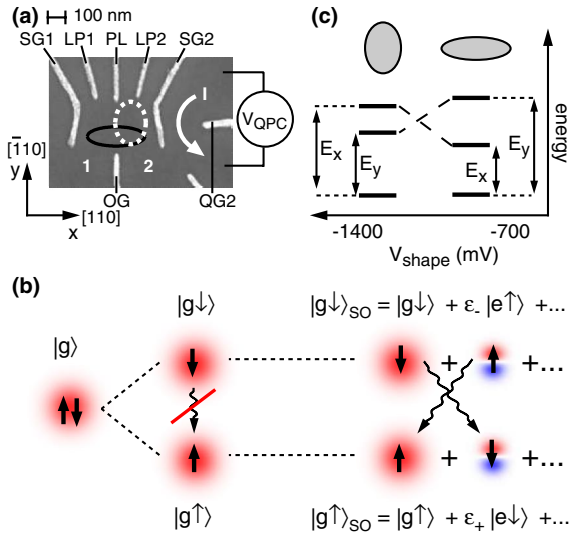 (a)
100 nm
SG1 LP1 PL LP2 SG2
I
V_QPC
[1̄10]
y
1 2
x [110]
OG QG2
(c)
energy
E_x E_y E_x E_y
-1400 -700
V_shape (mV)
(b)
|g⟩
|g↓⟩
|g↓⟩_SO = |g↓⟩ + ε_- |e↑⟩ +...
+ +...
+ +...
|g↑⟩
|g↑⟩_SO = |g↑⟩ + ε_+ |e↓⟩ +...